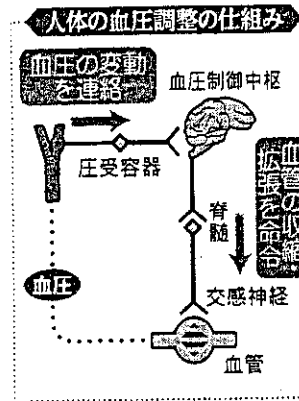 人体の血圧調整の仕組み
血圧の変動
を連絡
血圧制御中枢
圧受容器
血管の収縮
拡張を命令
脊髄
血圧
交感神経
血管